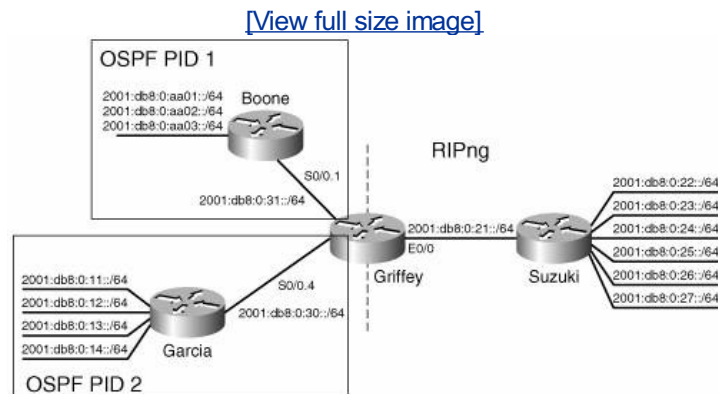 [View full size image]
OSPF PID 1
2001:db8:0:aa01::/64
2001:db8:0:aa02::/64
2001:db8:0:aa03::/64
Boone
S0/0.1
2001:db8:0:31::/64
RIPng
2001:db8:0:21::/64
E0/0
Griffey
Suzuki
2001:db8:0:22::/64
2001:db8:0:23::/64
2001:db8:0:24::/64
2001:db8:0:25::/64
2001:db8:0:26::/64
2001:db8:0:27::/64
S0/0.4
2001:db8:0:30::/64
2001:db8:0:11::/64
2001:db8:0:12::/64
2001:db8:0:13::/64
2001:db8:0:14::/64
Garcia
OSPF PID 2